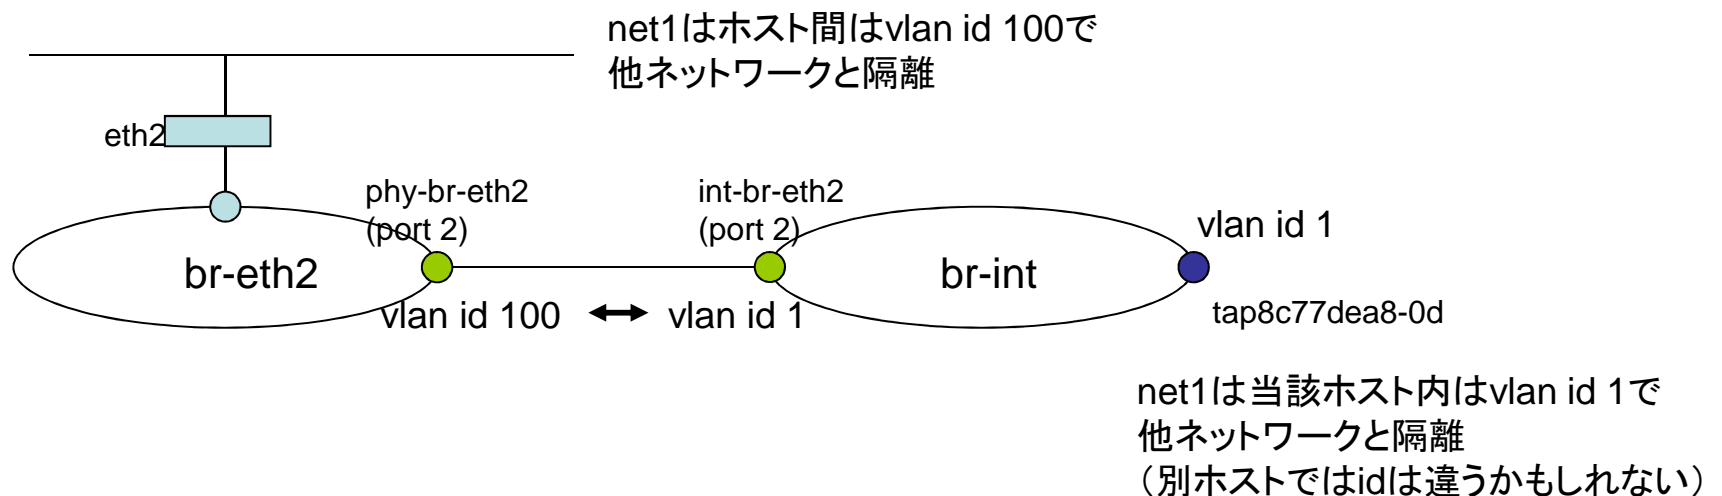 net1はホスト間はvlan id 100で
他ネットワークと隔離
eth2
phy-br-eth2
(port 2)
int-br-eth2
(port 2)
vlan id 1
br-eth2
br-int
vlan id 100
vlan id 1
tap8c77dea8-0d
net1は当該ホスト内はvlan id 1で
他ネットワークと隔離
（別ホストではidは違うかもしれない）